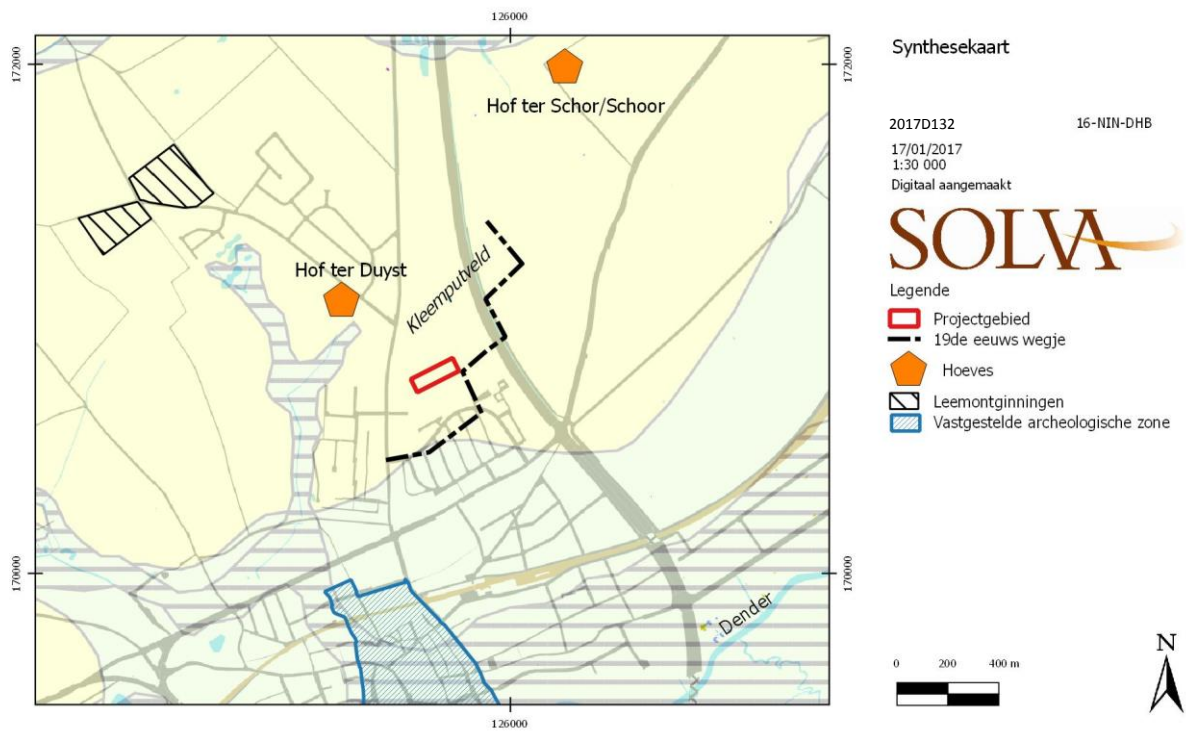 126000
172000
172000
Hof ter Schor/Schoor
Hof ter Duyst
Kleemputveld
170000
170000
Dender
126000
Synthesekaart
2017D132 16-NIN-DHB
17/01/2017
1:30 000
Digitaal aangemaakt
SOLVA
Legende
Projectgebied
19de eeuws wegje
Hoeves
Leemontginningen
Vastgestelde archeologische zone
0 200 400 m
N